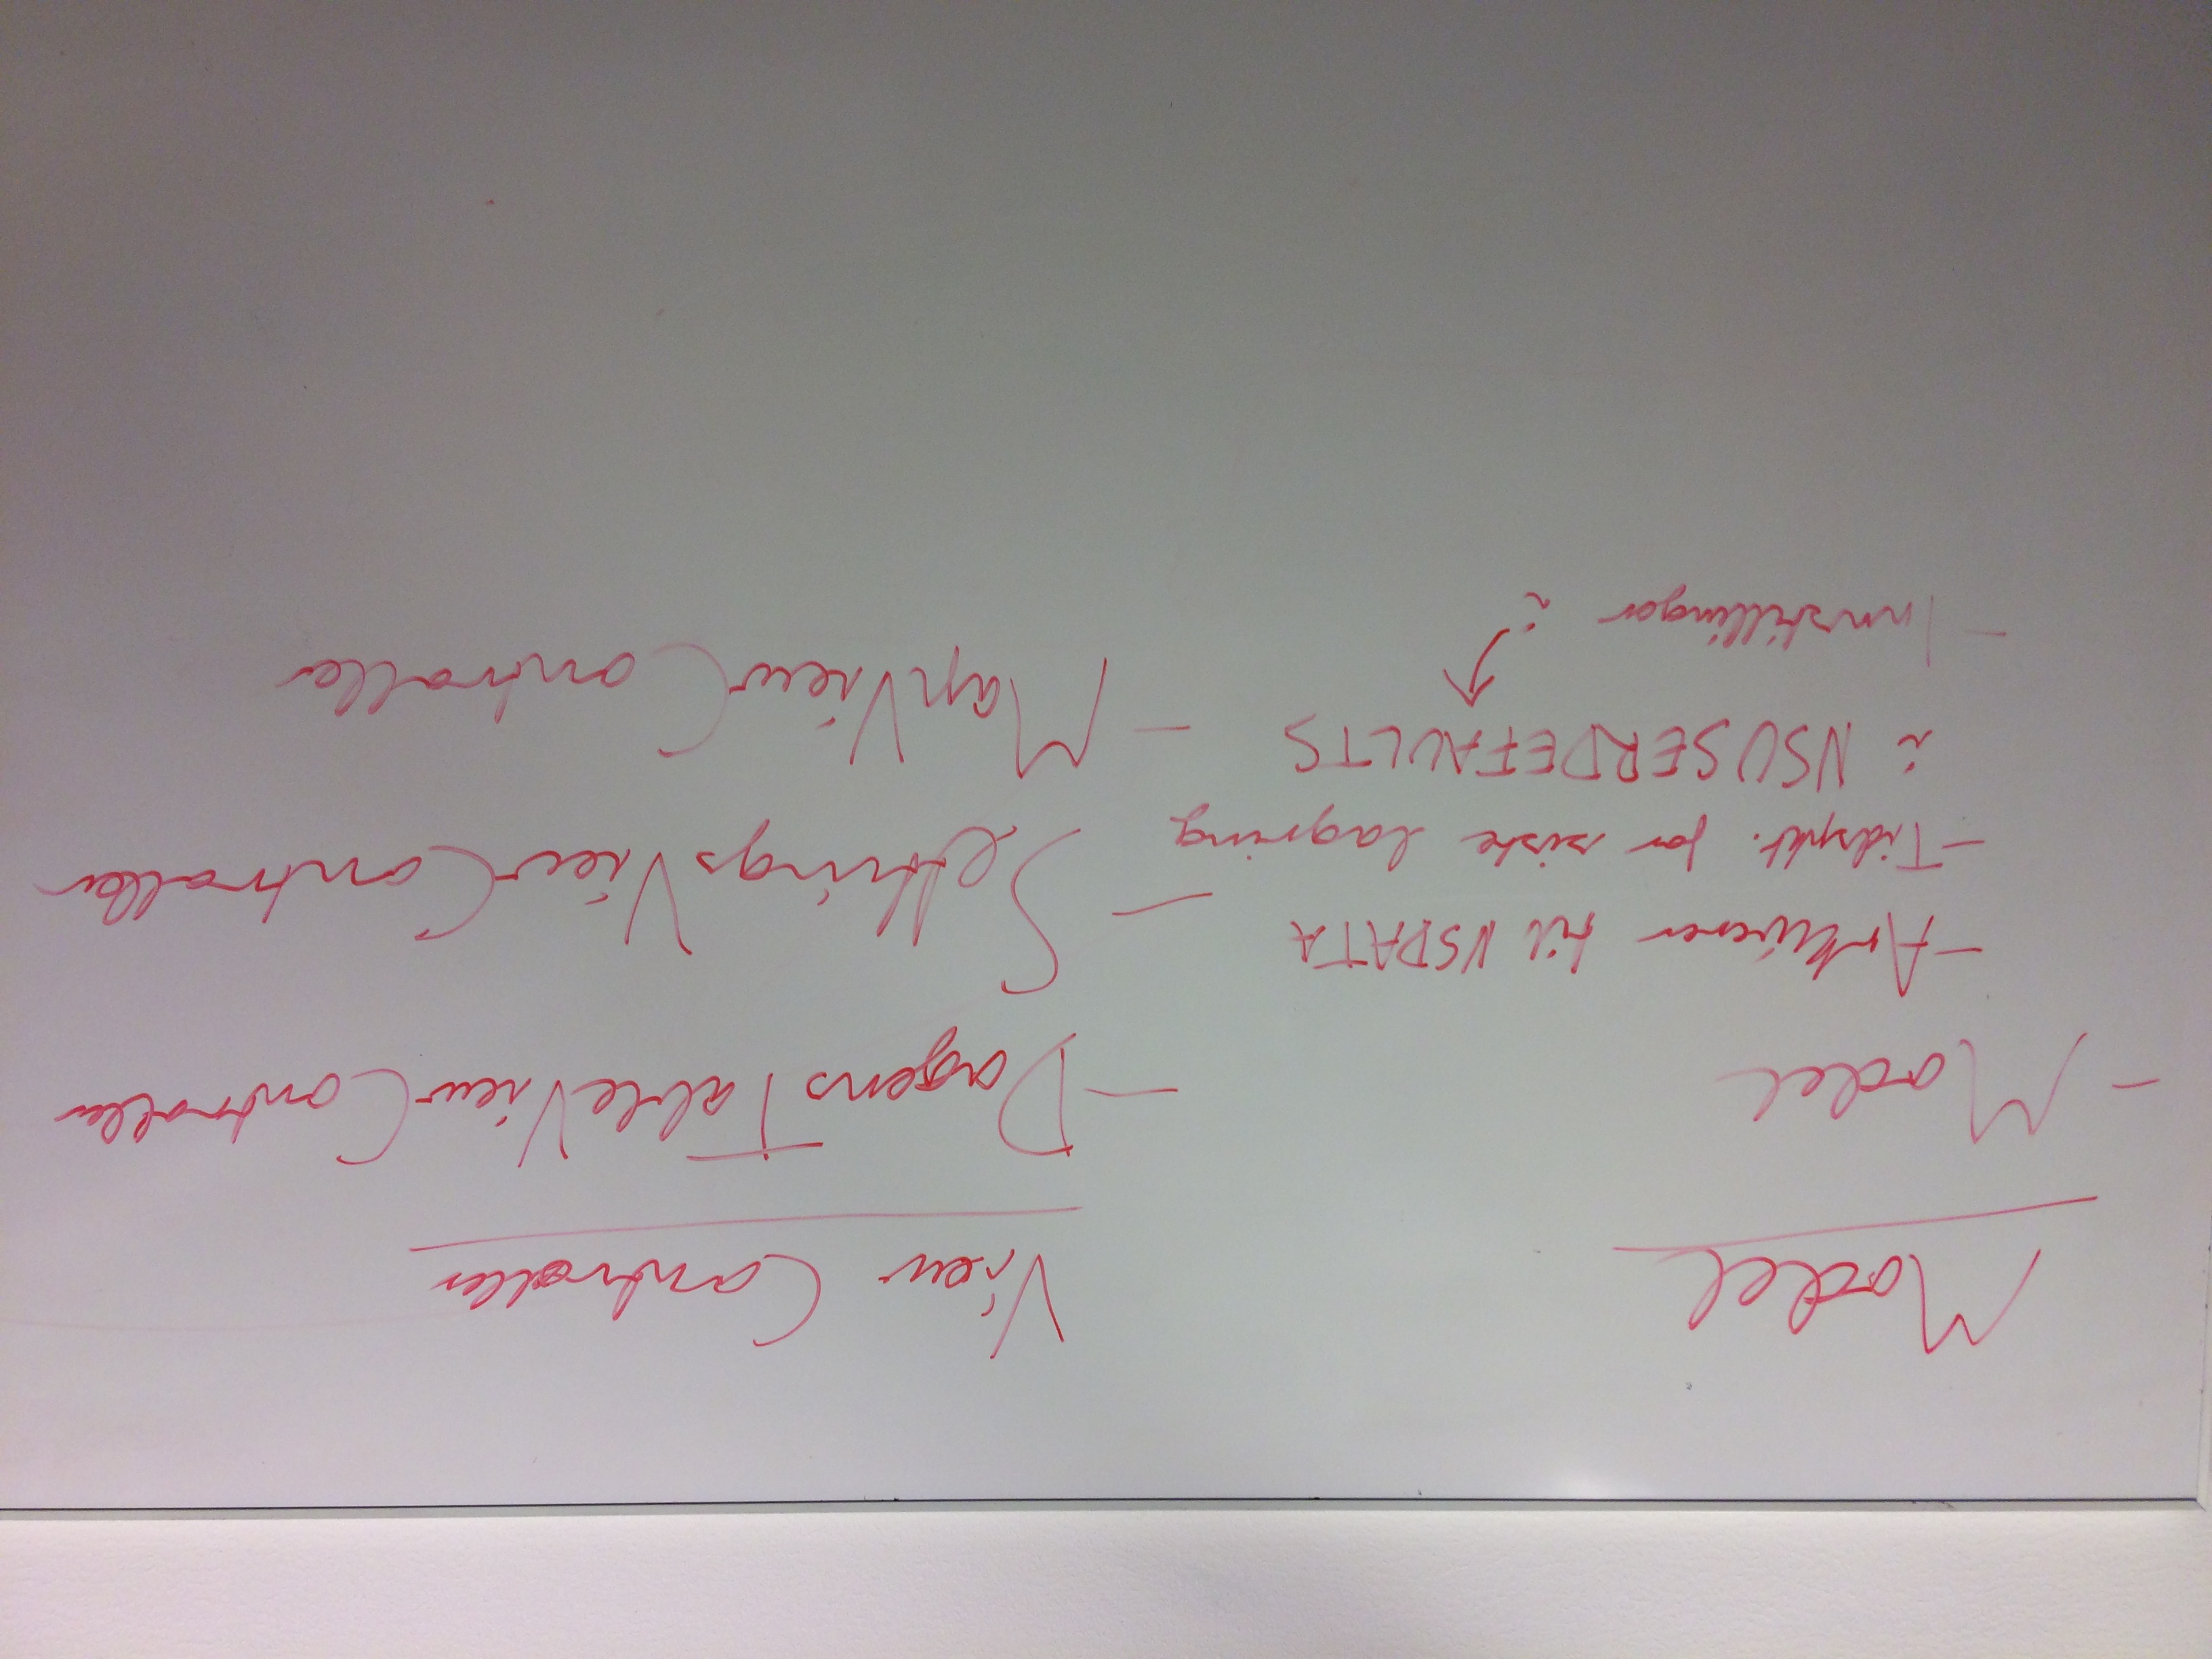 Model
- Model
- Arkiverer til NSDATA
- Tidspkt. for siste lagring
i NSUSERDEFAULTS
- Innstillinger i
View Controller
- DagensTableViewController
- SettingsViewController
- MapViewController